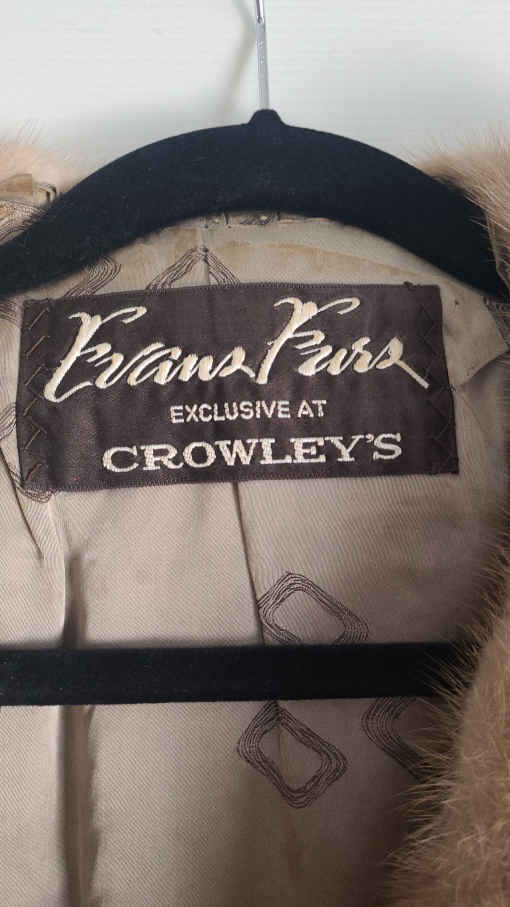 Evans Furs
EXCLUSIVE AT
CROWLEY'S